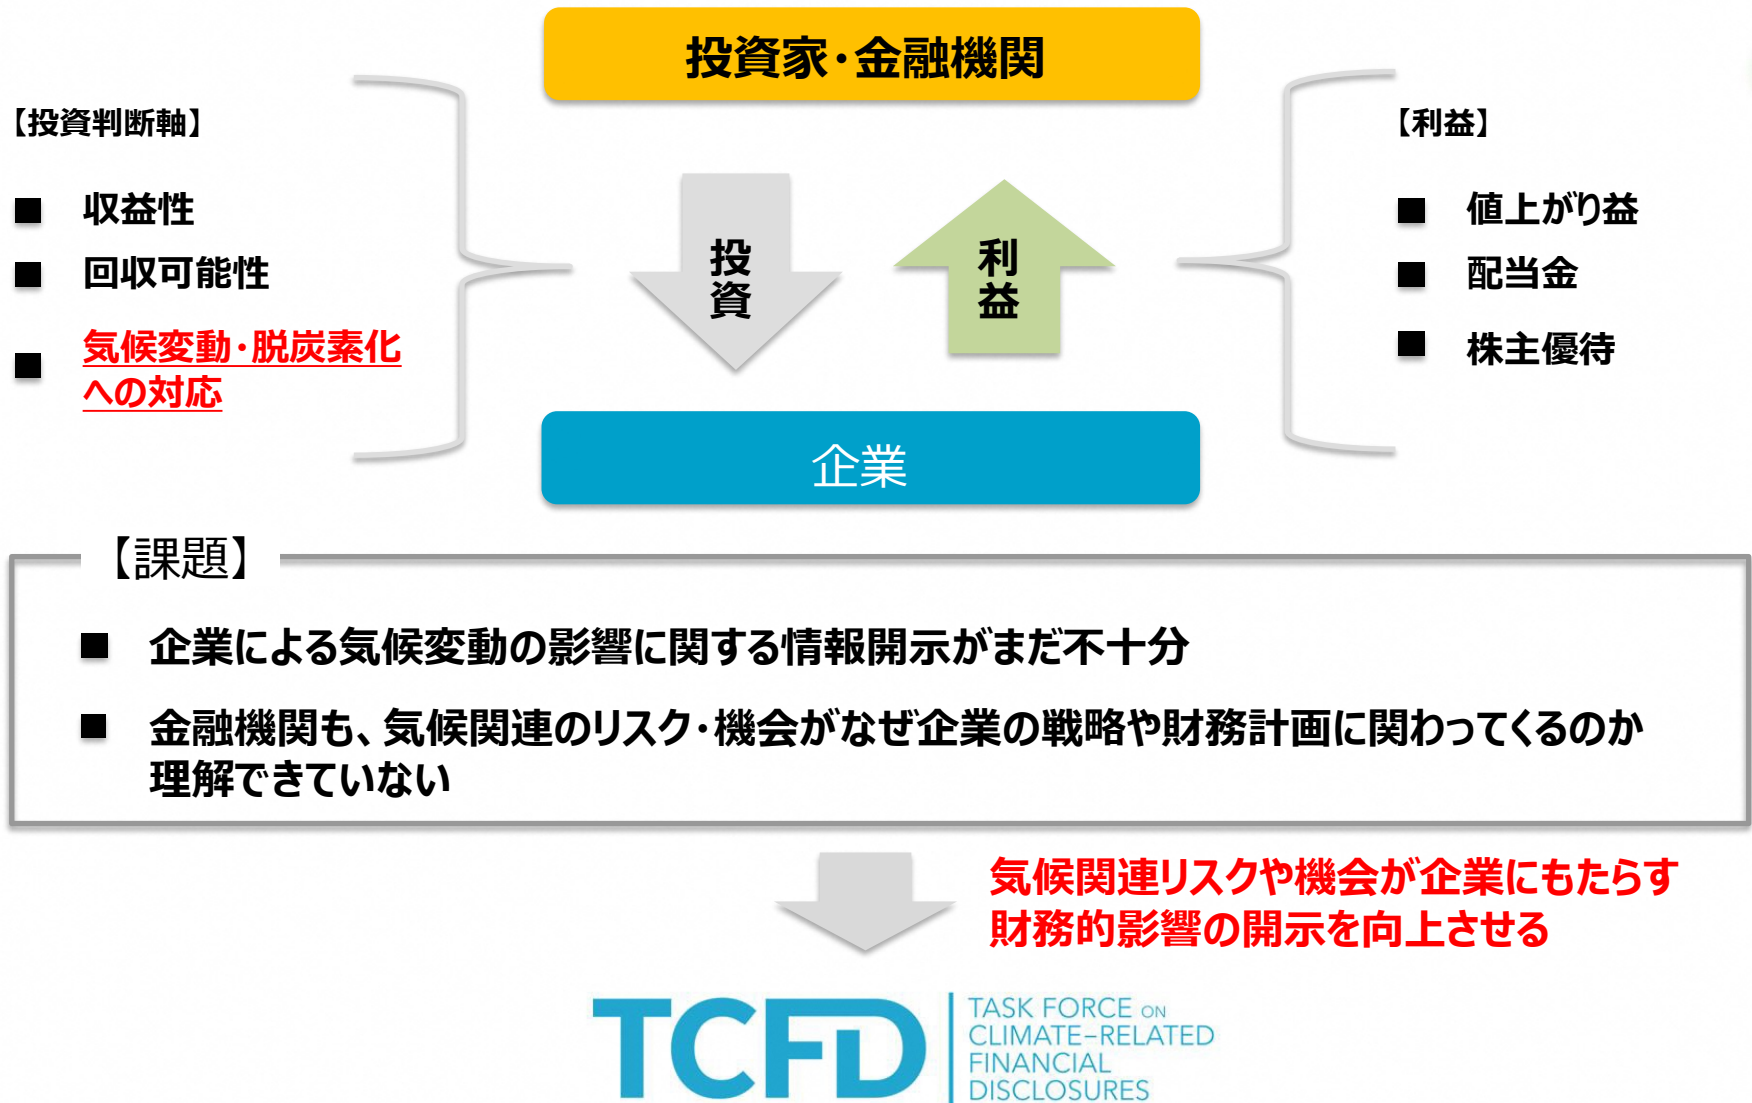 投資家・金融機関
【投資判断軸】
■ 収益性
■ 回収可能性
■ 気候変動・脱炭素化
への対応
投資
利益
【利益】
■ 値上がり益
■ 配当金
■ 株主優待
企業
【課題】
■ 企業による気候変動の影響に関する情報開示がまだ不十分
■ 金融機関も、気候関連のリスク・機会がなぜ企業の戦略や財務計画に関わってくるのか
理解できていない
気候関連リスクや機会が企業にもたらす
財務的影響の開示を向上させる
TCFD
TASK FORCE ON
CLIMATE-RELATED
FINANCIAL
DISCLOSURES